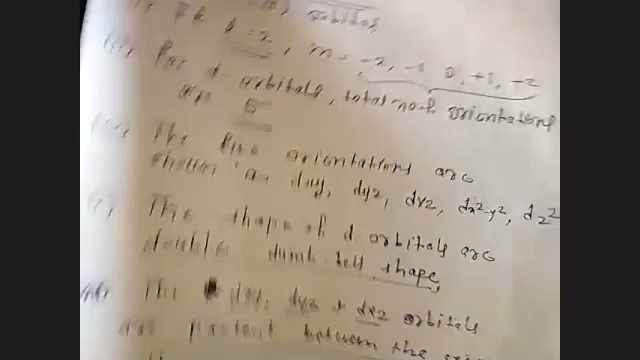 orbitals
For l = 2, m = -2, -1 0, +1, +2
For d orbitals, total no. of orientations
are 5
The five orientations are
shown as dxy, dyz, dxz, dx²-y², dz²
The shape of d orbitals are
double dumb bell shape,
The dxy, dyz & dxz orbitals
are present between the